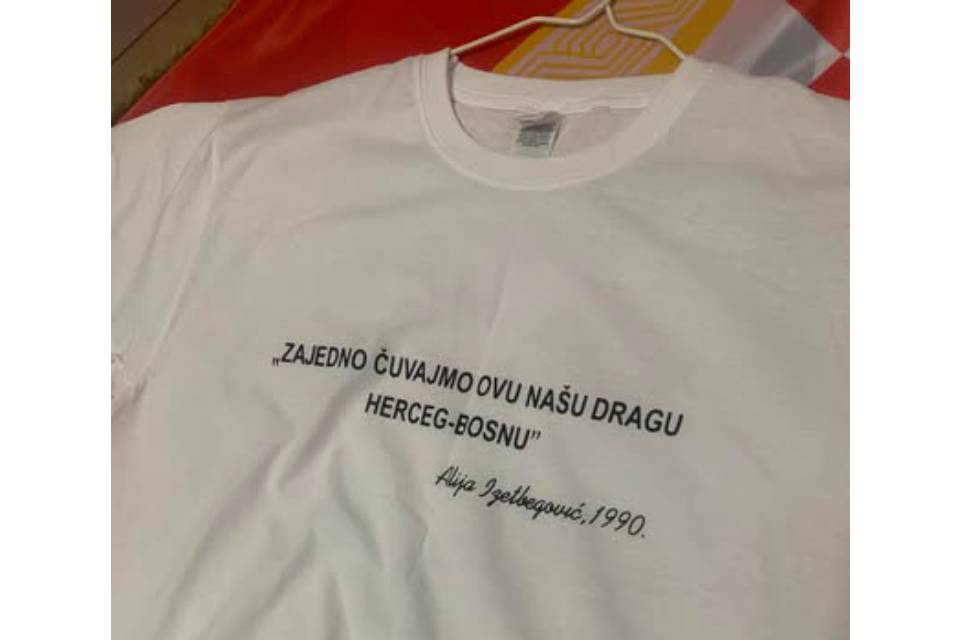 „ZAJEDNO ČUVAJMO OVU NAŠU DRAGU
HERCEG-BOSNU”
Alija Izetbegović, 1990.